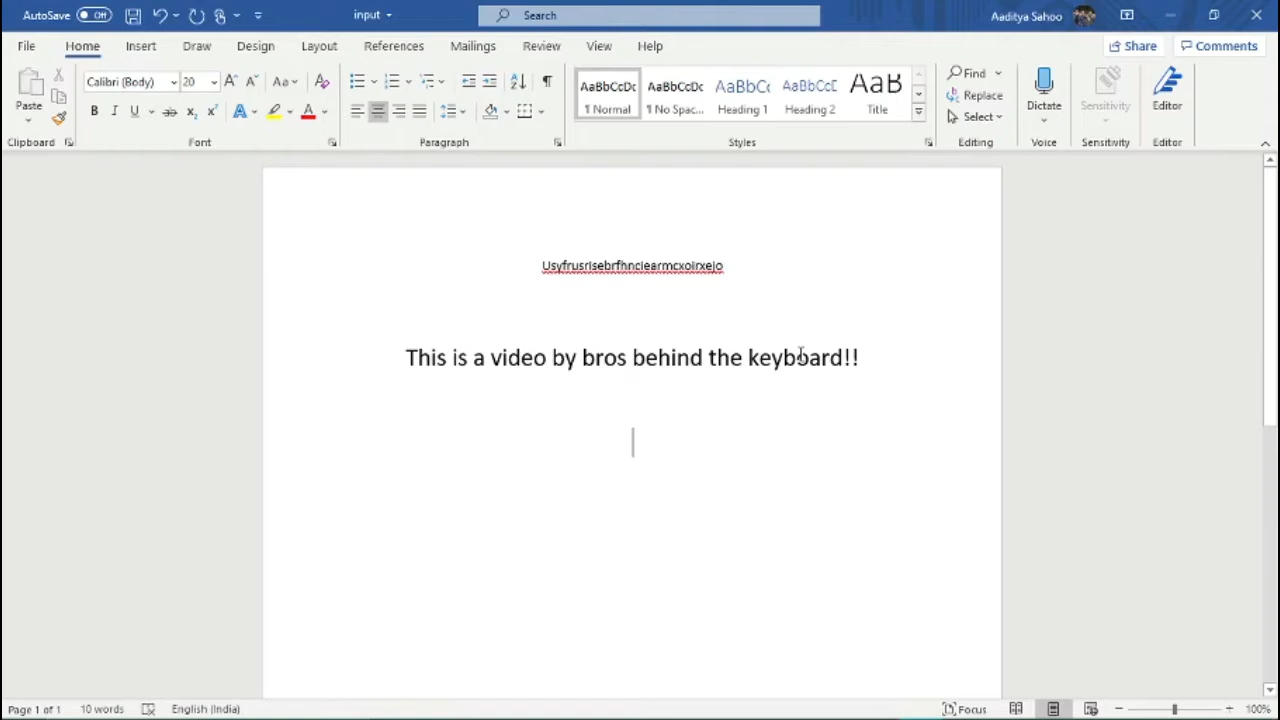 AutoSave Off input Search Aaditya Sahoo
File Home Insert Draw Design Layout References Mailings Review View Help Share Comments
Paste Calibri (Body) 20 Aa
AaBbCcDc AaBbCcDc AaBbCc AaBbCcD AaB
¶ Normal ¶ No Spac... Heading 1 Heading 2 Title
Find
Replace
Select
Dictate Sensitivity Editor
Clipboard Font Paragraph Styles Editing Voice Sensitivity Editor
This is a video by bros behind the keyboard!!
Page 1 of 1 10 words English (India) Focus 100%